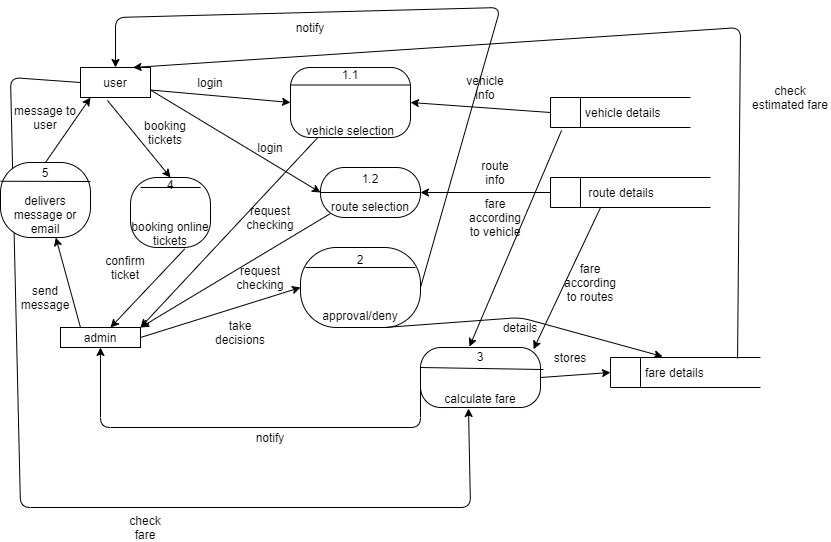 notify
user
login
1.1
vehicle selection
vehicle
info
vehicle details
check
estimated fare
message to
user
booking
tickets
login
5
delivers
message or
email
4
booking online
tickets
1.2
route selection
route
info
route details
request
checking
fare
according
to vehicle
confirm
ticket
request
checking
2
approval/deny
fare
according
to routes
send
message
admin
take
decisions
details
3
calculate fare
stores
fare details
notify
check
fare